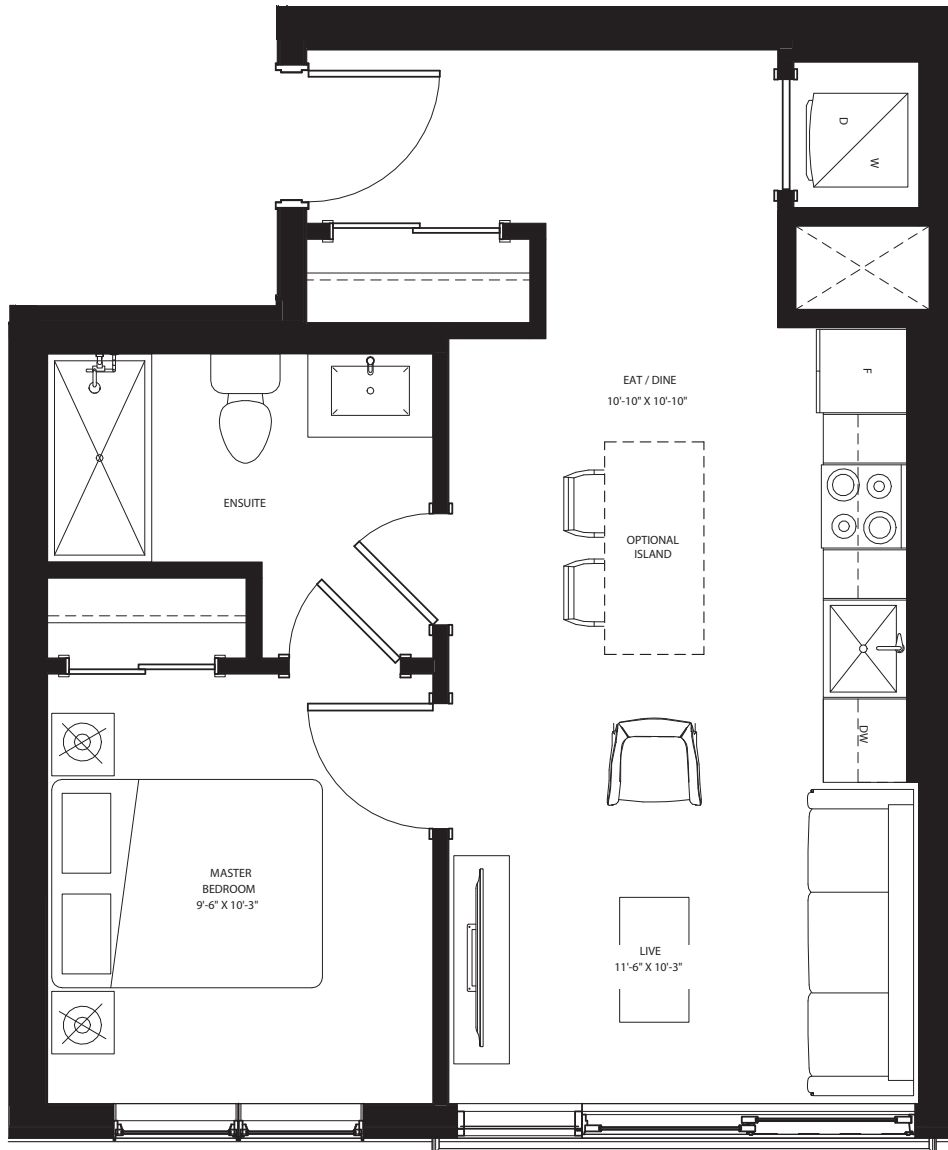 D
W
EAT / DINE
10'-10" X 10'-10"
F
ENSUITE
OPTIONAL
ISLAND
DW
MASTER
BEDROOM
9'-6" X 10'-3"
LIVE
11'-6" X 10'-3"